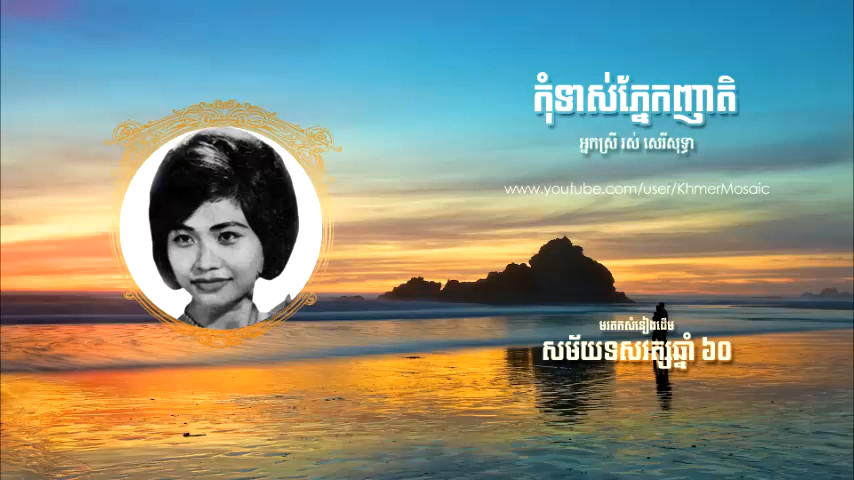 កុំទាស់ភ្នែកញាតិ
អ្នកស្រី រស់ សេរីសុទ្ធា
www.youtube.com/user/KhmerMosaic
មរតកសំនៀងដើម
សម័យទសវត្សឆ្នាំ ៦០